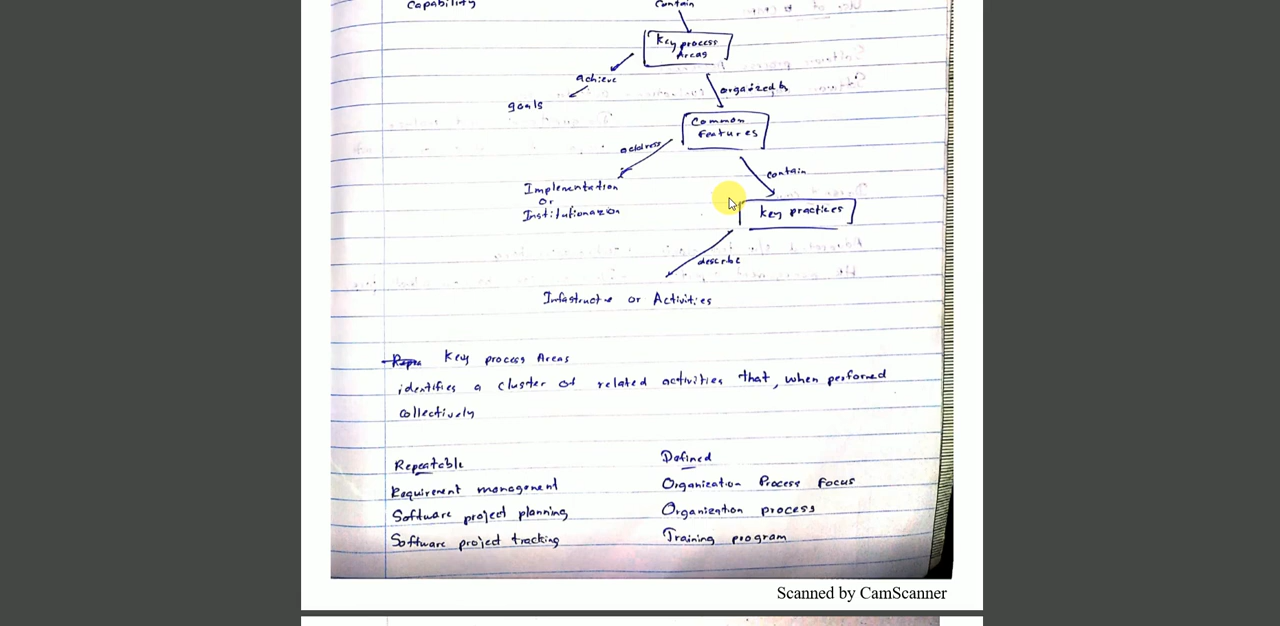 Capability
Contain
Key process
Areas
achieve
goals
organized by
Common
Features
address
Implementation
or
contain
Key practices
describe
or Activities
Key process Areas
identifies a cluster of related activities that, when performed
collectively
Repeatable
Defined
Requirement management
Organization Process Focus
Software project planning
Organization process
Software project tracking
Training program
Scanned by CamScanner